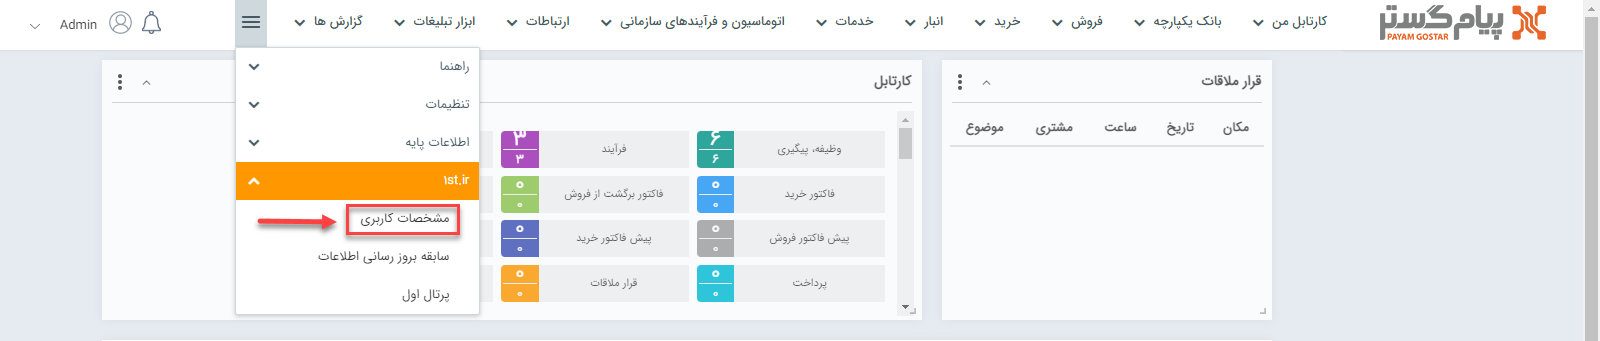 پیام گستر
PAYAM GOSTAR
کارتابل من
بانک یکپارچه
فروش
خرید
انبار
خدمات
اتوماسیون و فرآیندهای سازمانی
ارتباطات
ابزار تبلیغات
گزارش ها
Admin
قرار ملاقات
مکان تاریخ ساعت مشتری موضوع
کارتابل
وظیفه، پیگیری
۶
۶
فرآیند
۳
۳
فاکتور خرید
۰
۰
فاکتور برگشت از فروش
۰
۰
پیش فاکتور فروش
۰
۰
پیش فاکتور خرید
۰
۰
پرداخت
۰
۰
قرار ملاقات
۰
۰
راهنما
تنظیمات
اطلاعات پایه
۱st.ir
مشخصات کاربری
سابقه بروز رسانی اطلاعات
پرتال اول